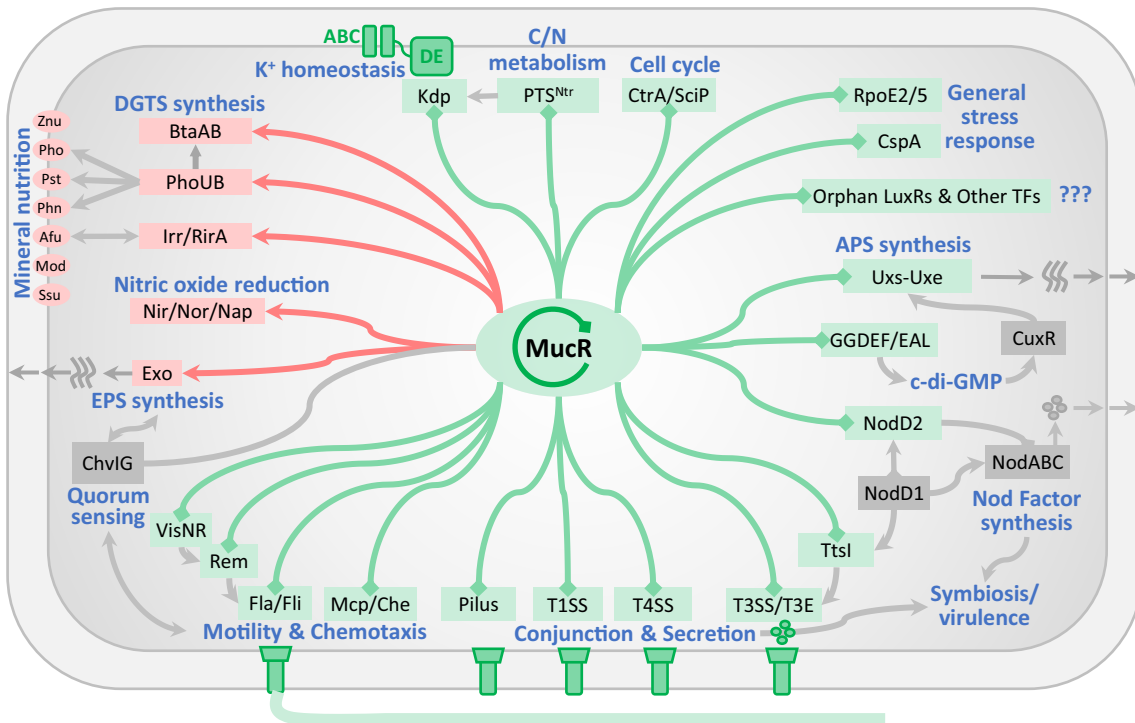 ABC
DE
K⁺ homeostasis
Kdp
C/N
metabolism
PTSᴺᵗʳ
Cell cycle
CtrA/SciP
RpoE2/5
General
stress
response
CspA
Orphan LuxRs & Other TFs
???
DGTS synthesis
BtaAB
PhoUB
Irr/RirA
Mineral nutrition
Znu
Pho
Pst
Phn
Afu
Mod
Ssu
Nitric oxide reduction
Nir/Nor/Nap
Exo
EPS synthesis
MucR
APS synthesis
Uxs-Uxe
GGDEF/EAL
c-di-GMP
CuxR
NodD2
NodABC
NodD1
Nod Factor
synthesis
ChvIG
Quorum
sensing
VisNR
Rem
Fla/Fli
Mcp/Che
Motility & Chemotaxis
Pilus
T1SS
T4SS
T3SS/T3E
TtsI
Conjunction & Secretion
Symbiosis/
virulence